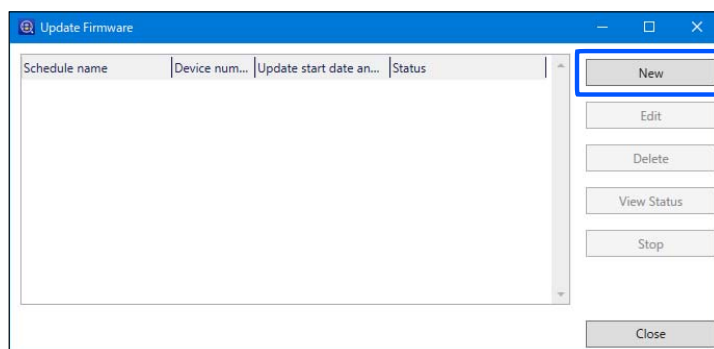 Update Firmware
Schedule name Device num... Update start date an... Status
New
Edit
Delete
View Status
Stop
Close